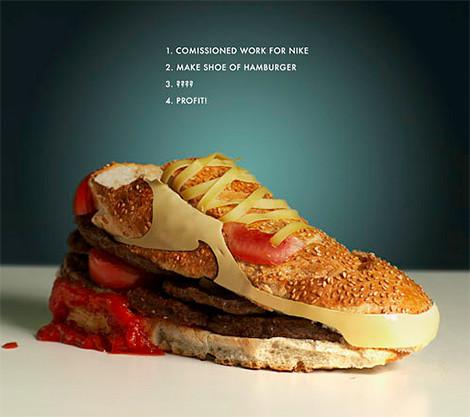 1. COMISSIONED WORK FOR NIKE
2. MAKE SHOE OF HAMBURGER
3. ????
4. PROFIT!